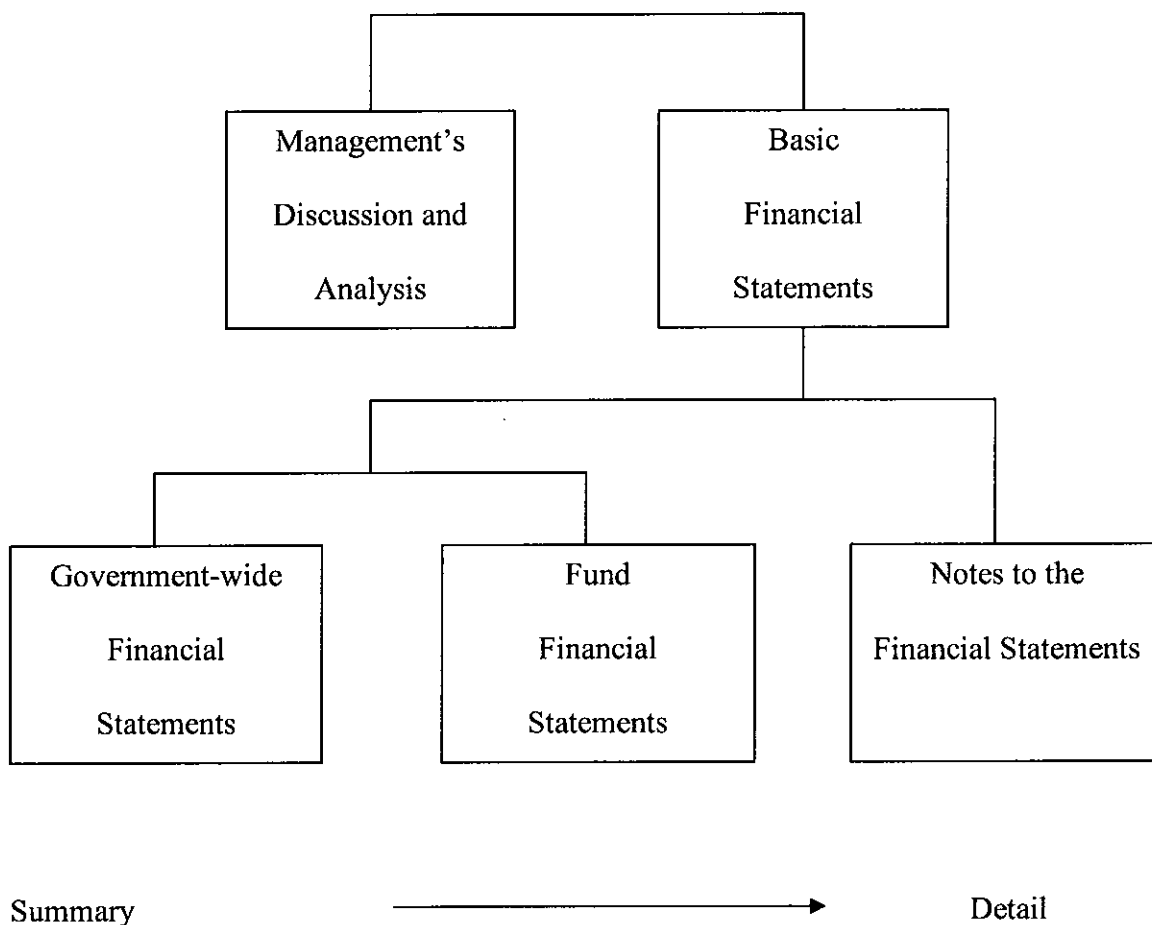 Management's
Discussion and
Analysis
Basic
Financial
Statements
Government-wide
Financial
Statements
Fund
Financial
Statements
Notes to the
Financial Statements
Summary
Detail